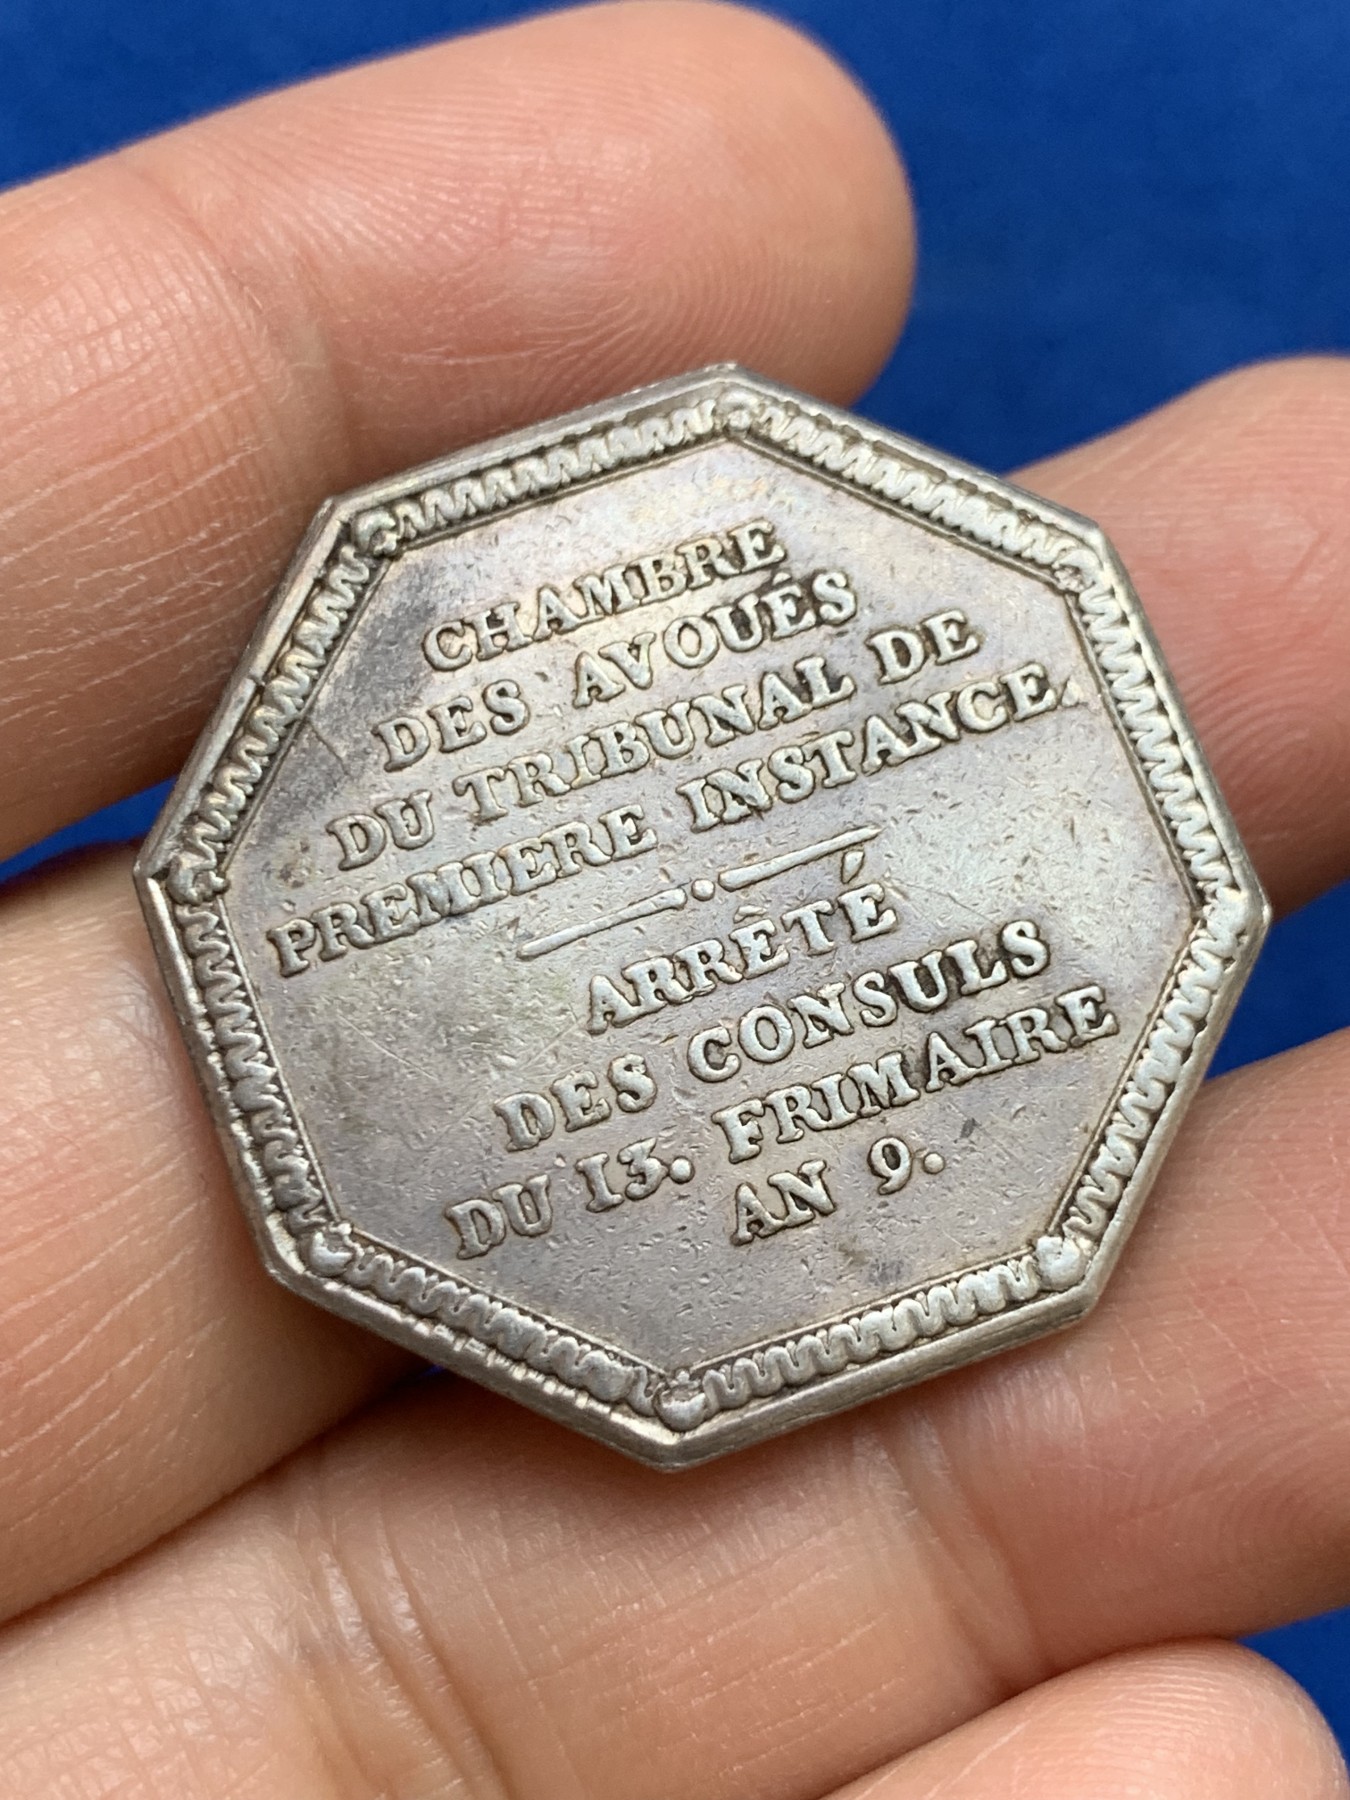 CHAMBRE
DES AVOUÉS
DU TRIBUNAL DE
PREMIERE INSTANCE.
ARRÊTÉ
DES CONSULS
DU 13. FRIMAIRE
AN 9.